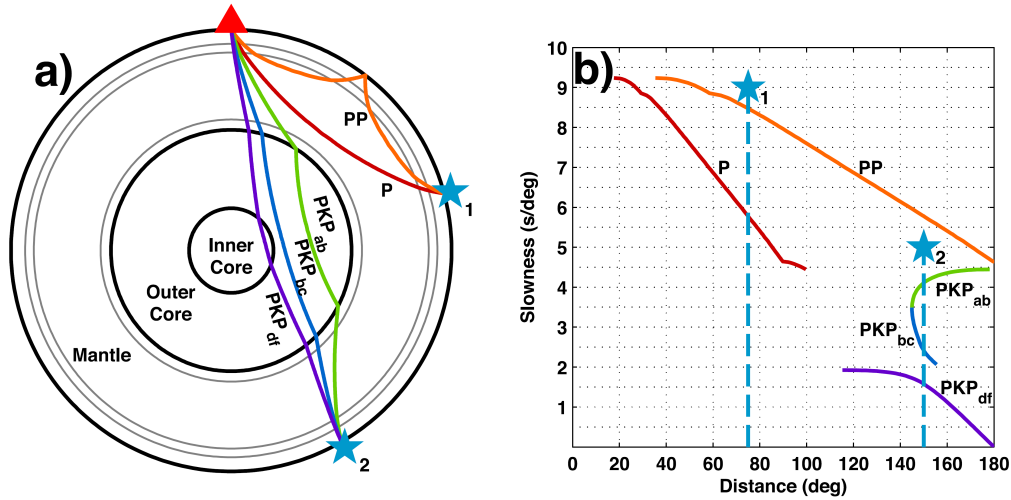 a)
PP
P
1
PKP ab
PKP bc
PKP df
Inner
Core
Outer
Core
Mantle
2
b)
Slowness (s/deg)
10
9
8
7
6
5
4
3
2
1
1
P
PP
2
PKP ab
PKP bc
PKP df
0 20 40 60 80 100 120 140 160 180
Distance (deg)